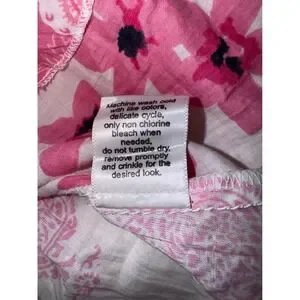 Machine wash cold
with like colors,
delicate cycle,
only non chlorine
bleach when
needed,
do not tumble dry,
remove promptly
and crinkle for the
desired look.